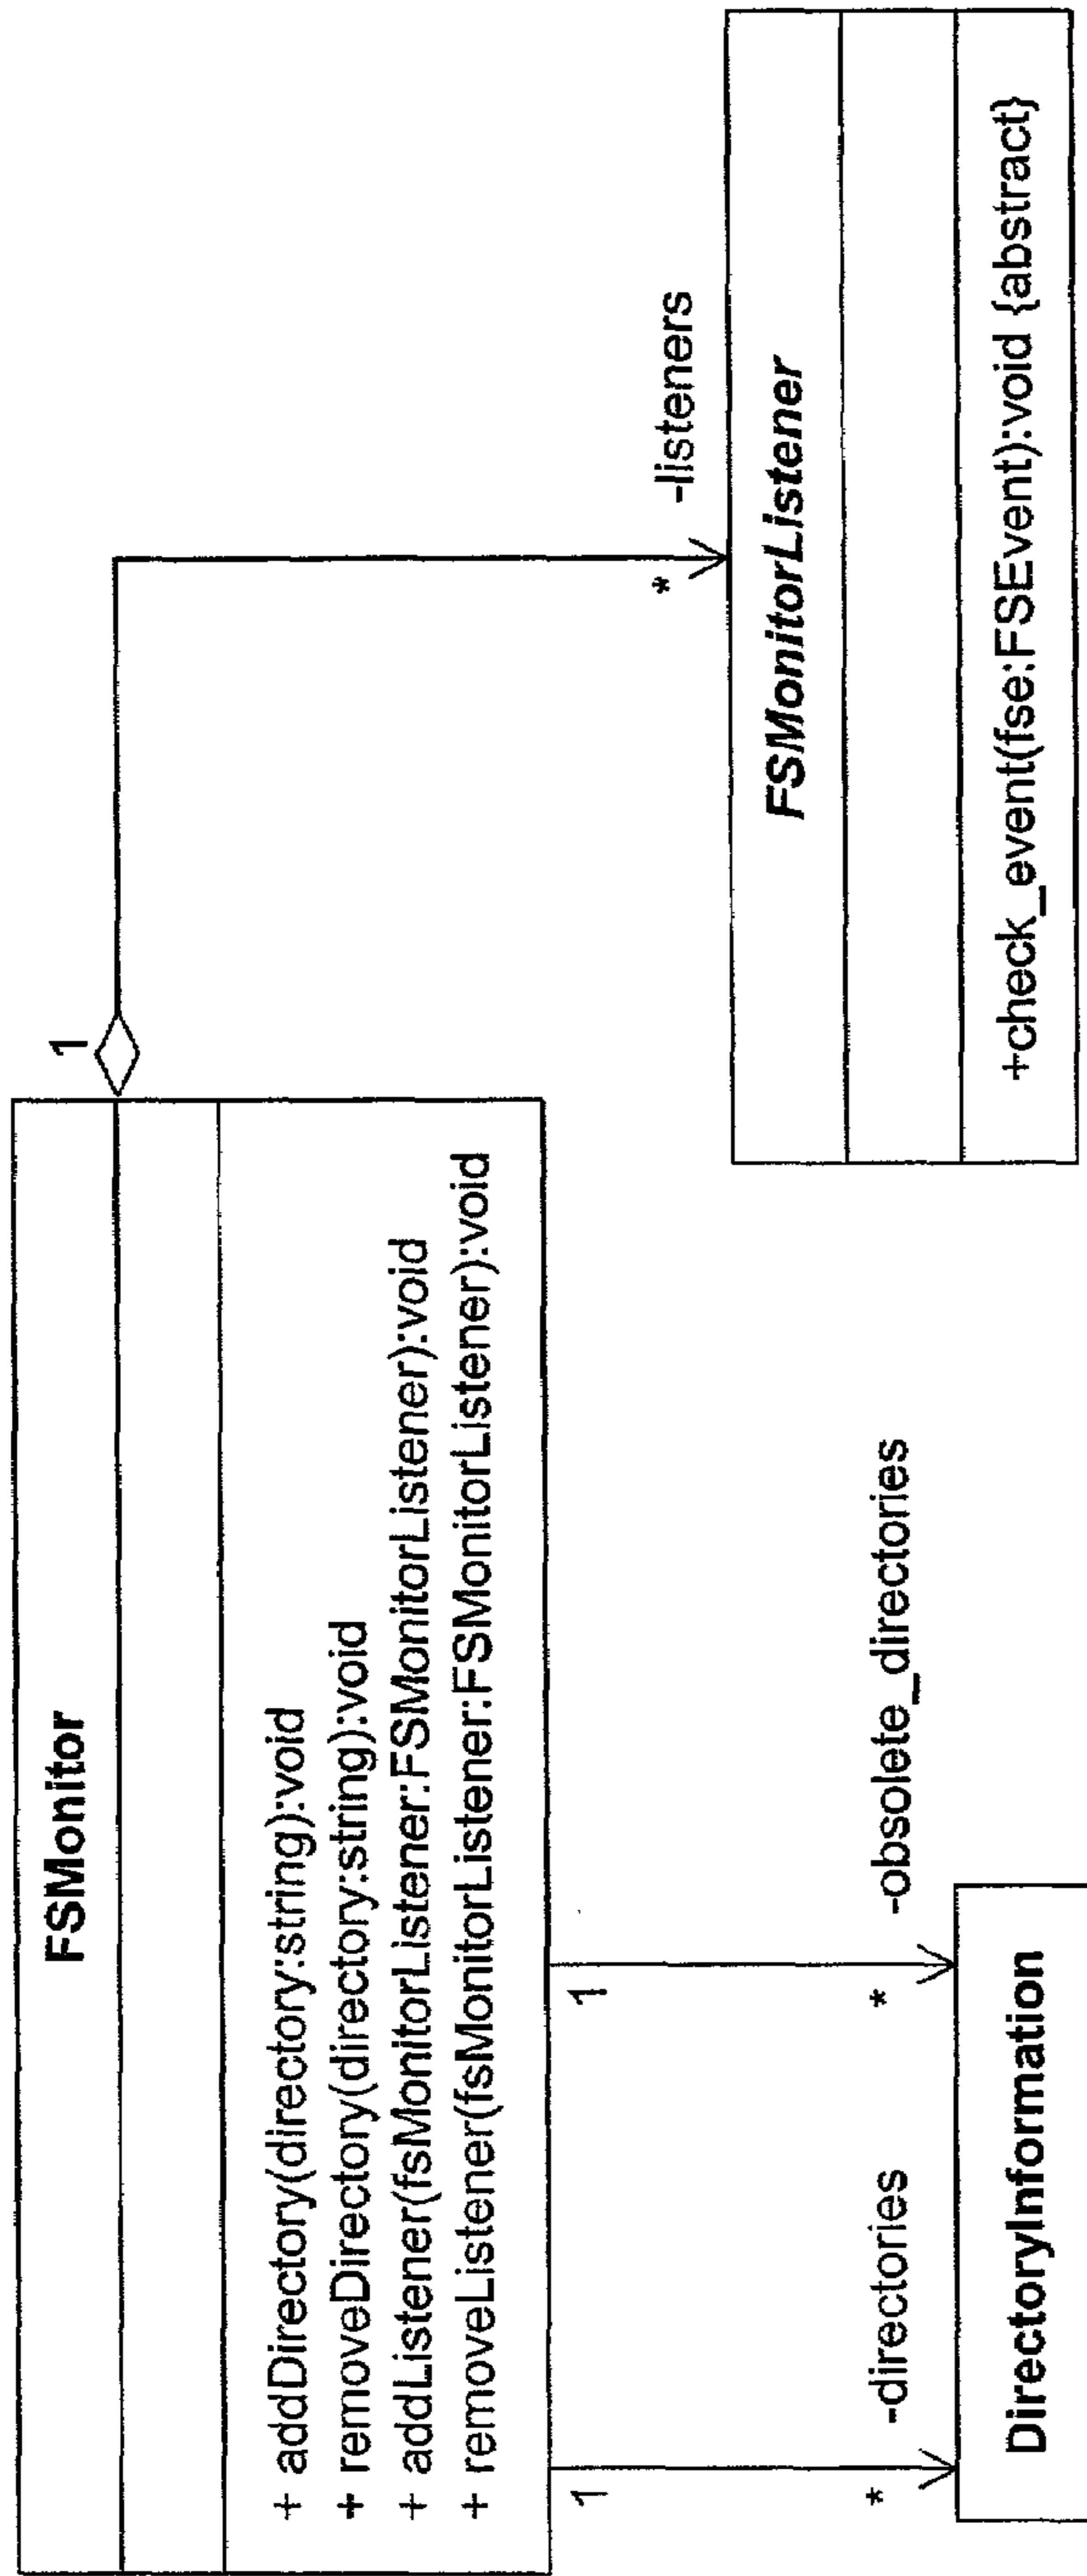 FSMonitor
+ addDirectory(directory:string):void
+ removeDirectory(directory:string):void
+ addListener(fsMonitorListener:FSMonitorListener):void
+ removeListener(fsMonitorListener:FSMonitorListener):void
1
*
-listeners
FSMonitorListener
+check_event(fse:FSEvent):void {abstract}
1
*
-directories
1
*
-obsolete_directories
DirectoryInformation